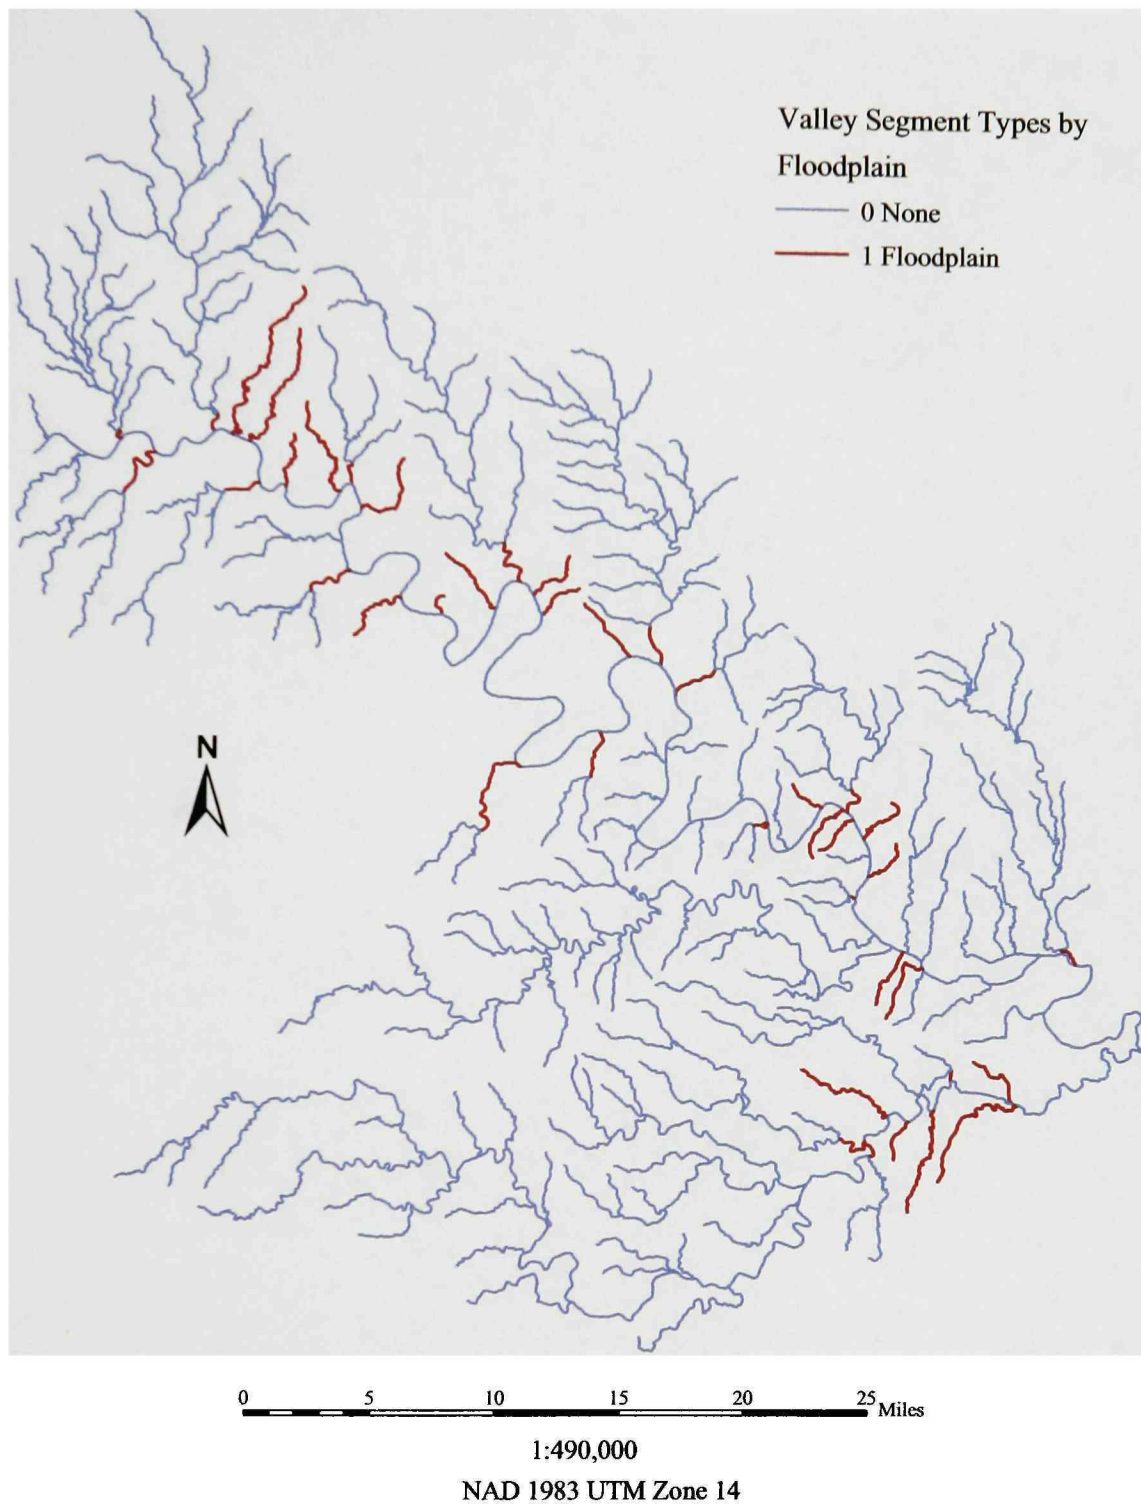 Valley Segment Types by
Floodplain
0 None
1 Floodplain
N
0 5 10 15 20 25 Miles
1:490,000
NAD 1983 UTM Zone 14